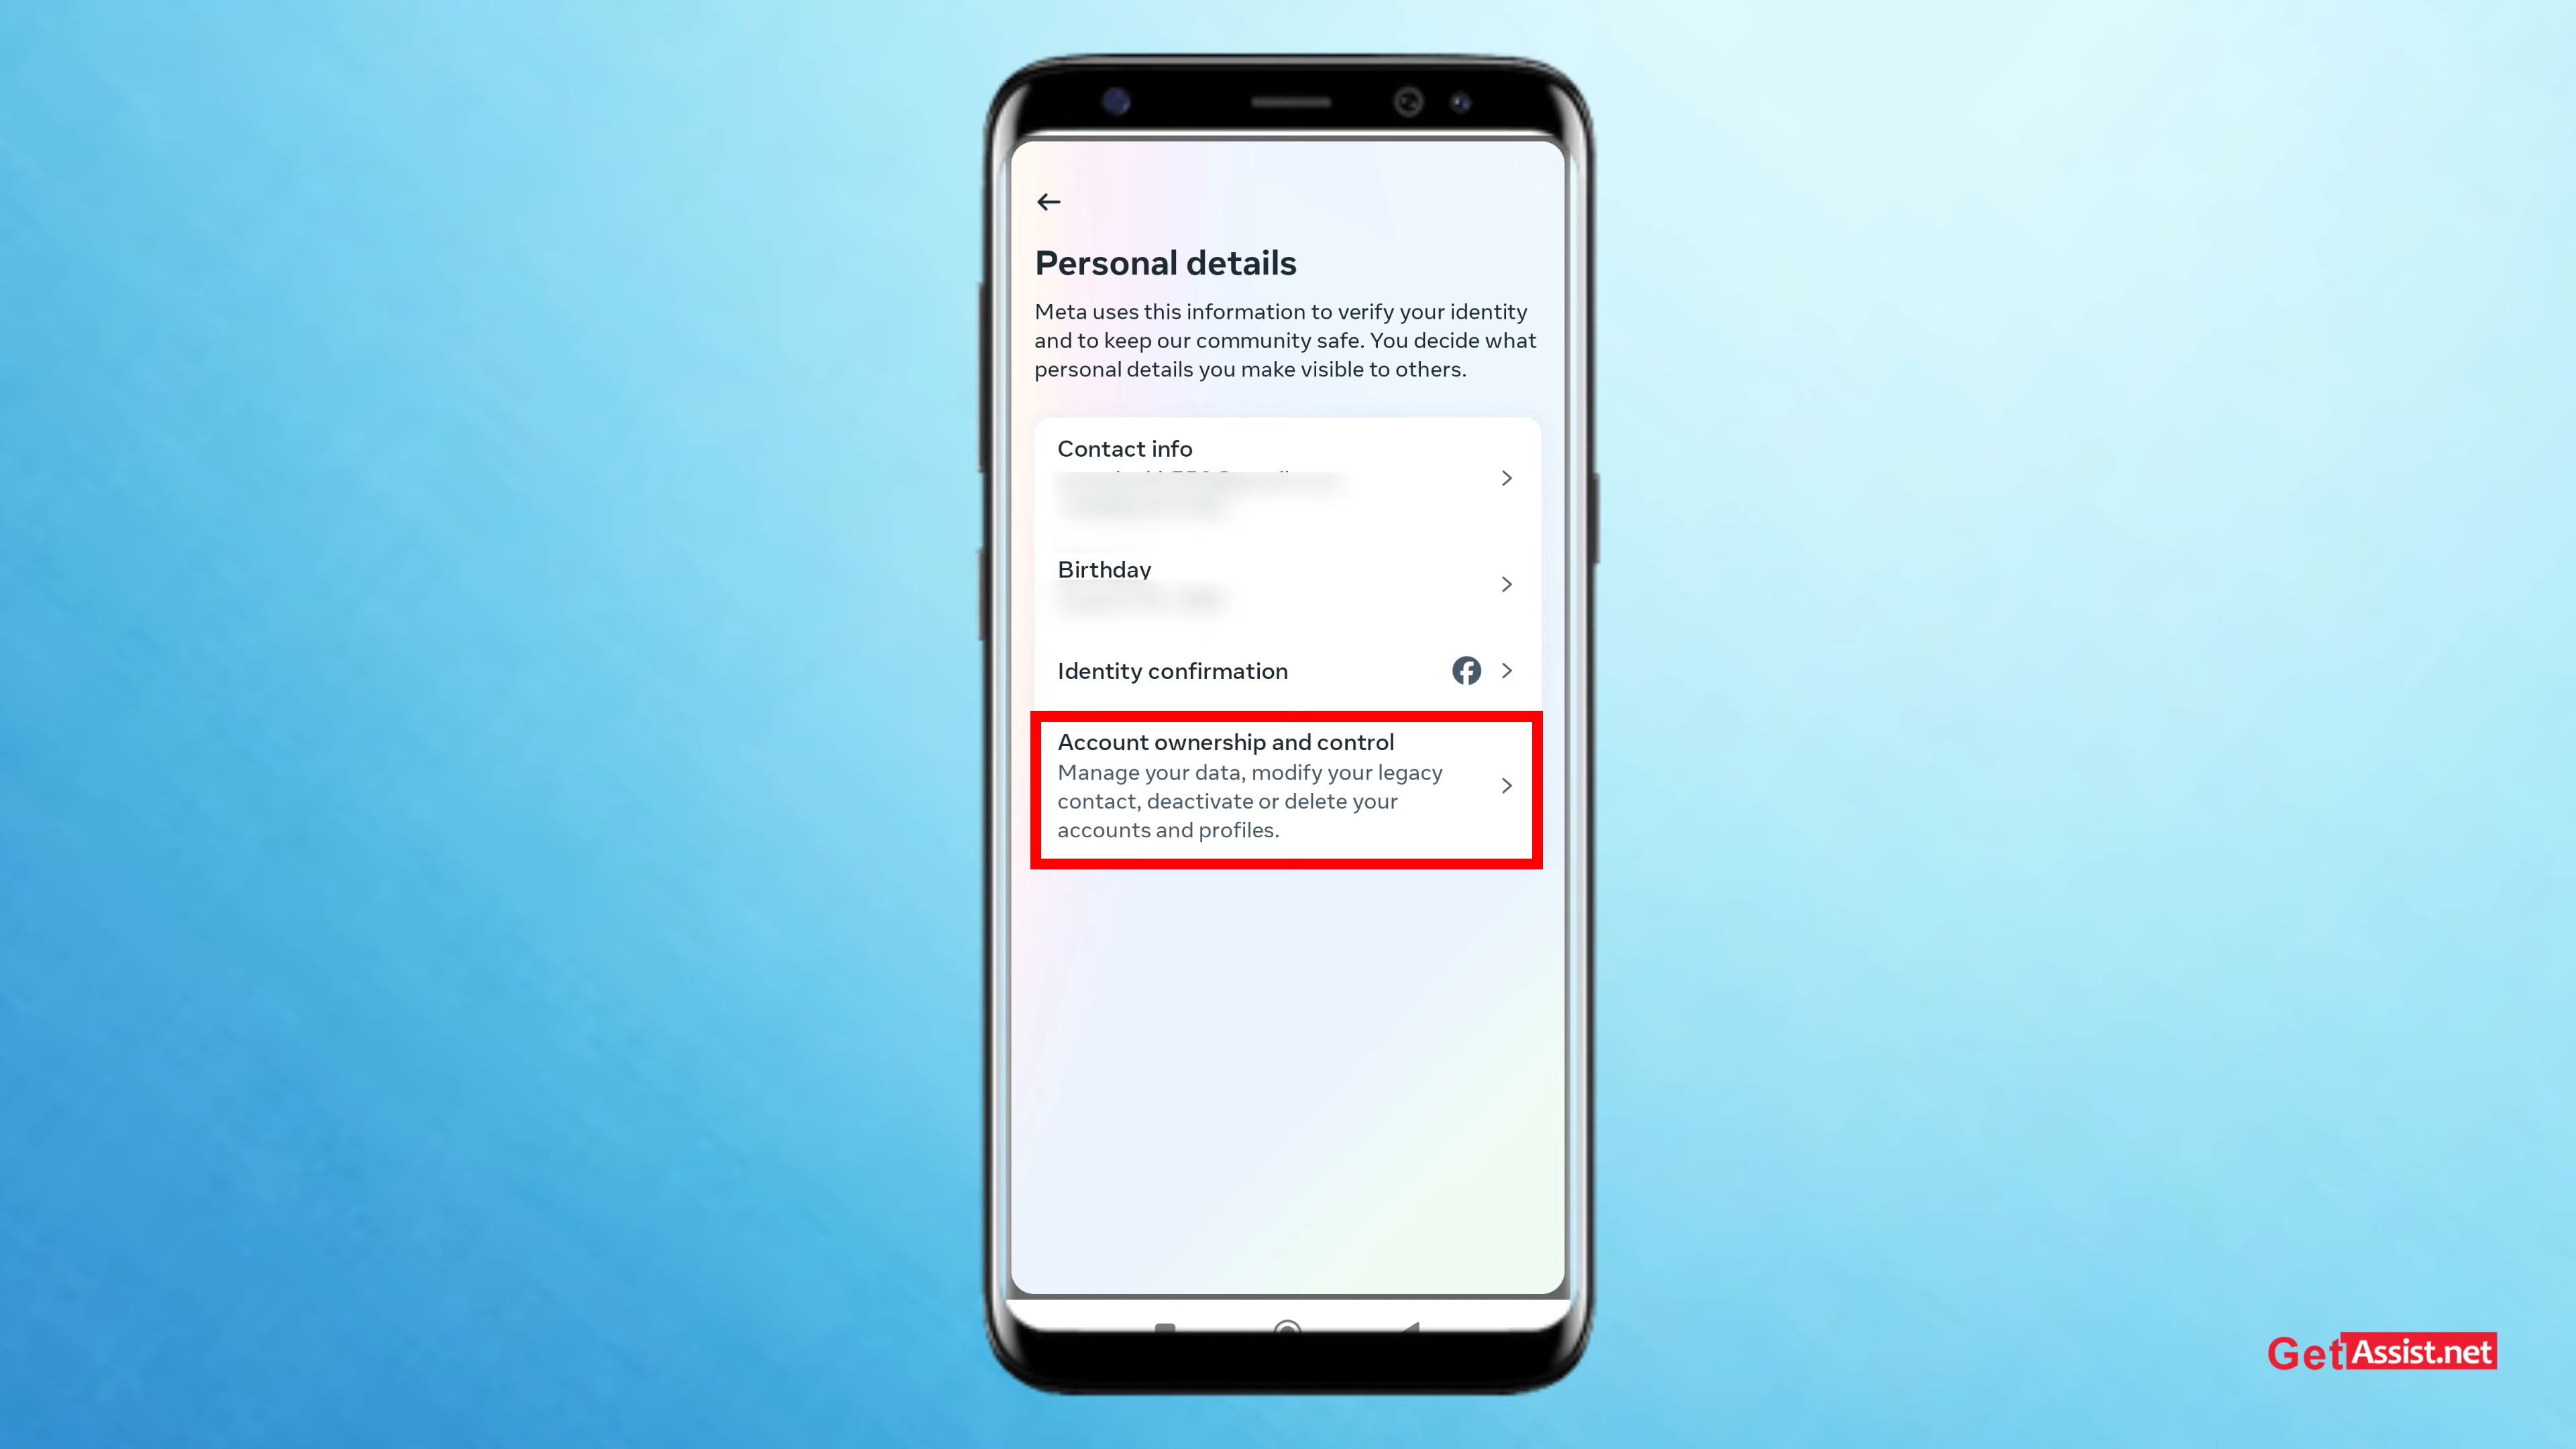 Personal details
Meta uses this information to verify your identity
and to keep our community safe. You decide what
personal details you make visible to others.
Contact info
Birthday
Identity confirmation
Account ownership and control
Manage your data, modify your legacy
contact, deactivate or delete your
accounts and profiles.
GetAssist.net